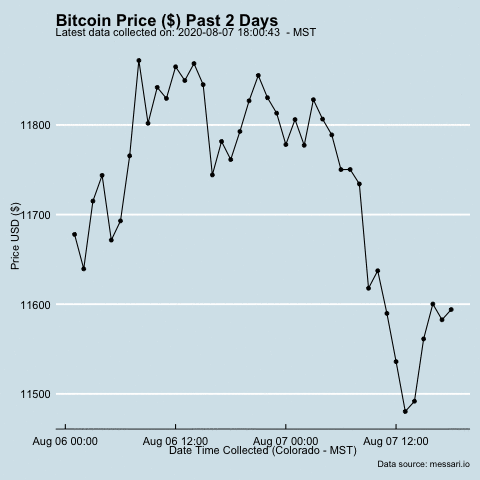 Bitcoin Price ($) Past 2 Days
Latest data collected on: 2020-08-07 18:00:43  - MST
Price USD ($)
11800
11700
11600
11500
Aug 06 00:00 Aug 06 12:00 Aug 07 00:00 Aug 07 12:00
Date Time Collected (Colorado - MST)
Data source: messari.io